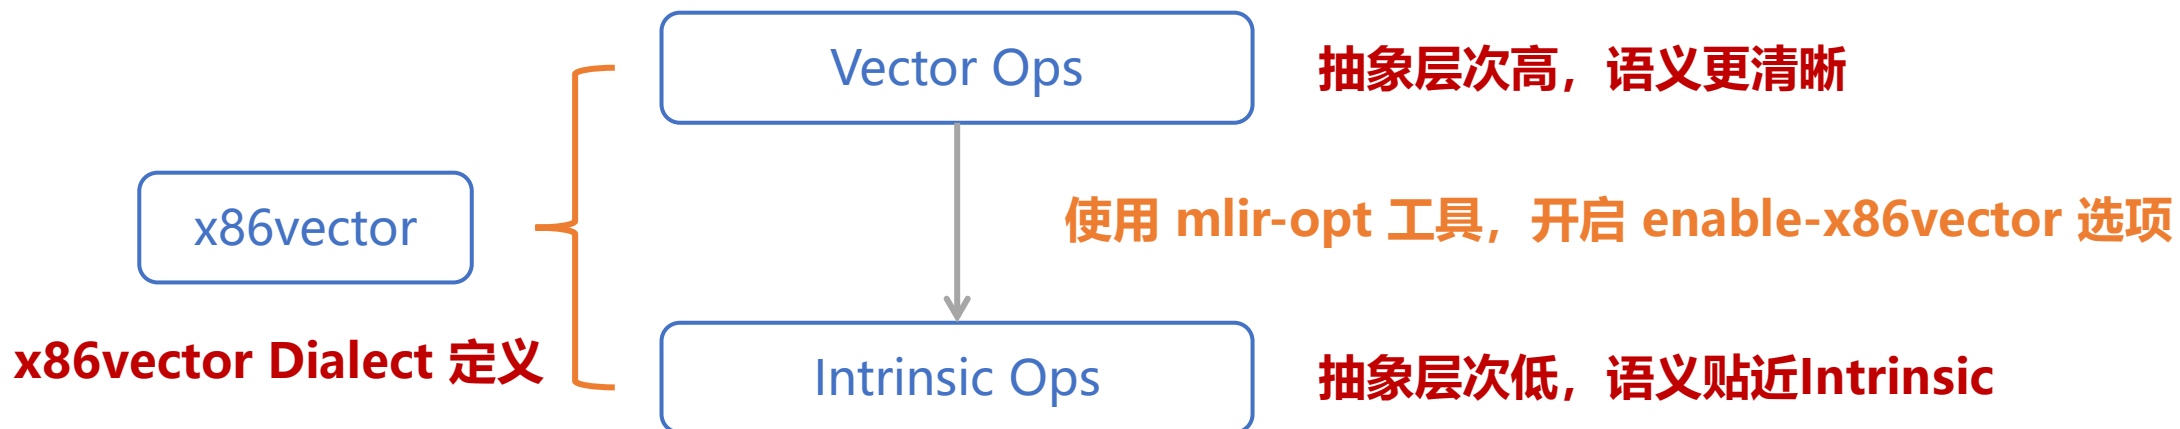 Vector Ops
抽象层次高，语义更清晰
x86vector
使用 mlir-opt 工具，开启 enable-x86vector 选项
x86vector Dialect 定义
Intrinsic Ops
抽象层次低，语义贴近Intrinsic